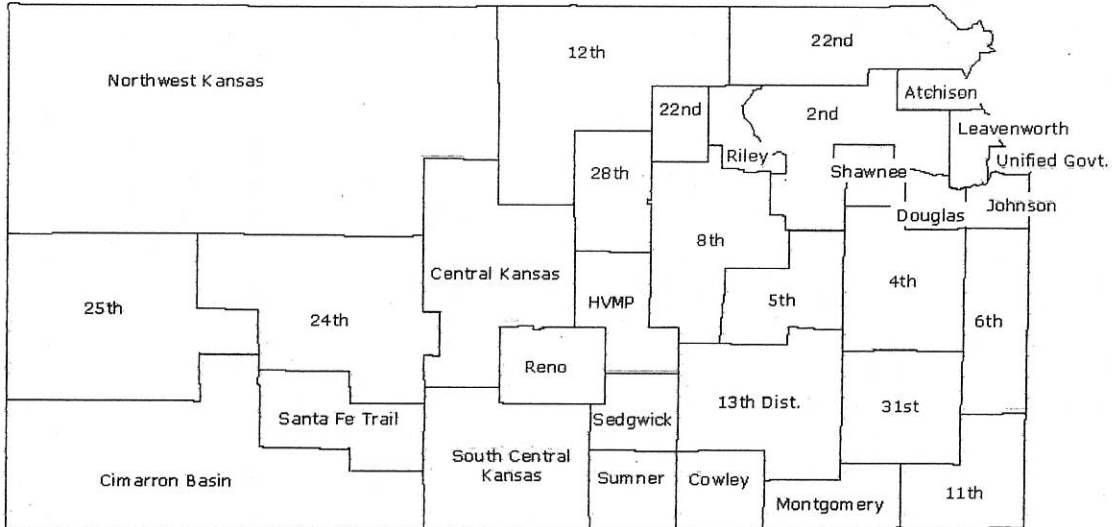 12th
22nd
Northwest Kansas
Atchison
22nd
2nd
Leavenworth
Riley
Unified Govt.
28th
Shawnee
Johnson
Douglas
8th
Central Kansas
4th
25th
HVMP
5th
24th
6th
Reno
13th Dist.
31st
Santa Fe Trail
Sedgwick
South Central
Kansas
Cimarron Basin
Sumner
Cowley
11th
Montgomery